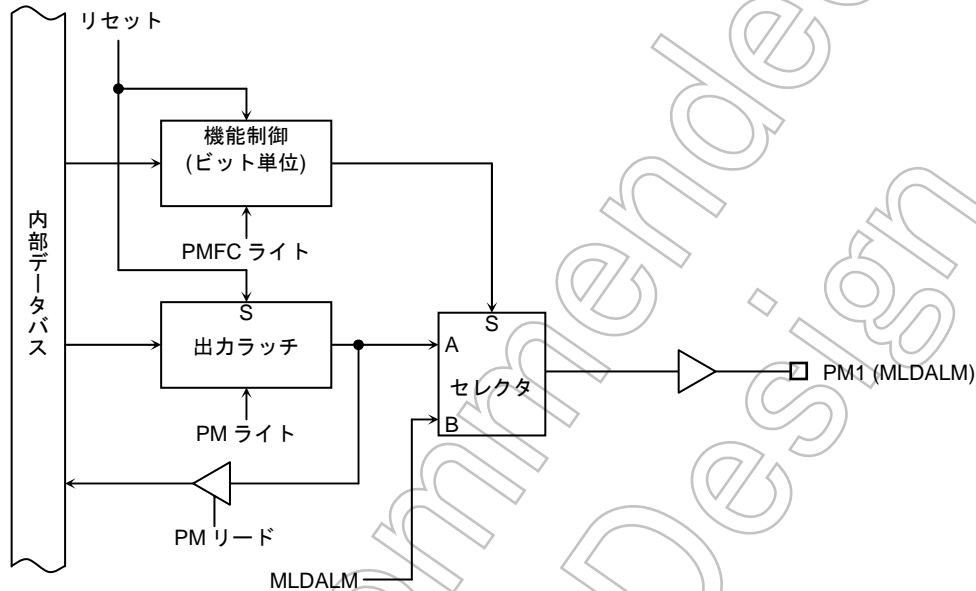 リセット
機能制御
(ビット単位)
PMFC ライト
内部データバス
S
出力ラッチ
PM ライト
PM リード
S
A
セレクタ
B
MLDALM
PM1 (MLDALM)
ommended
Design